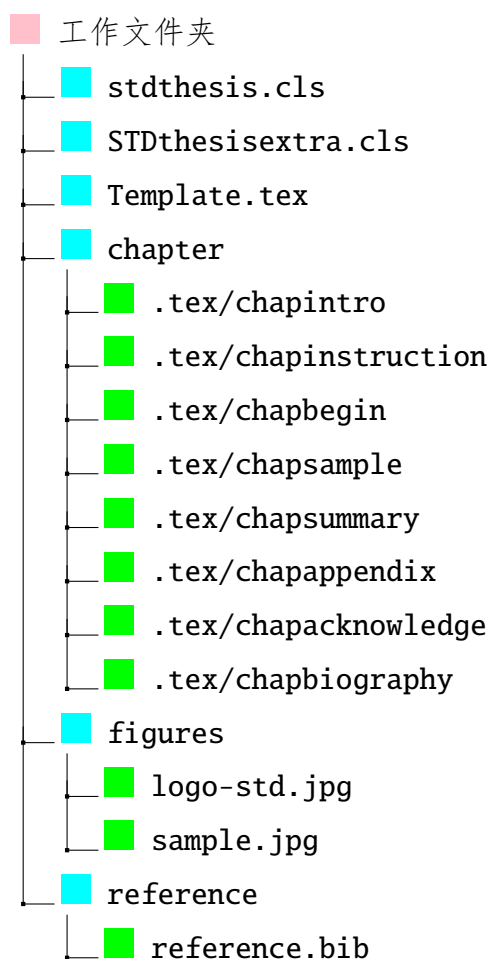 工作文件夹
stdthesis.cls
STDthesisextra.cls
Template.tex
chapter
.tex/chapintro
.tex/chapinstruction
.tex/chapbegin
.tex/chapsample
.tex/chapsummary
.tex/chapappendix
.tex/chapacknowledge
.tex/chapbiography
figures
logo-std.jpg
sample.jpg
reference
reference.bib